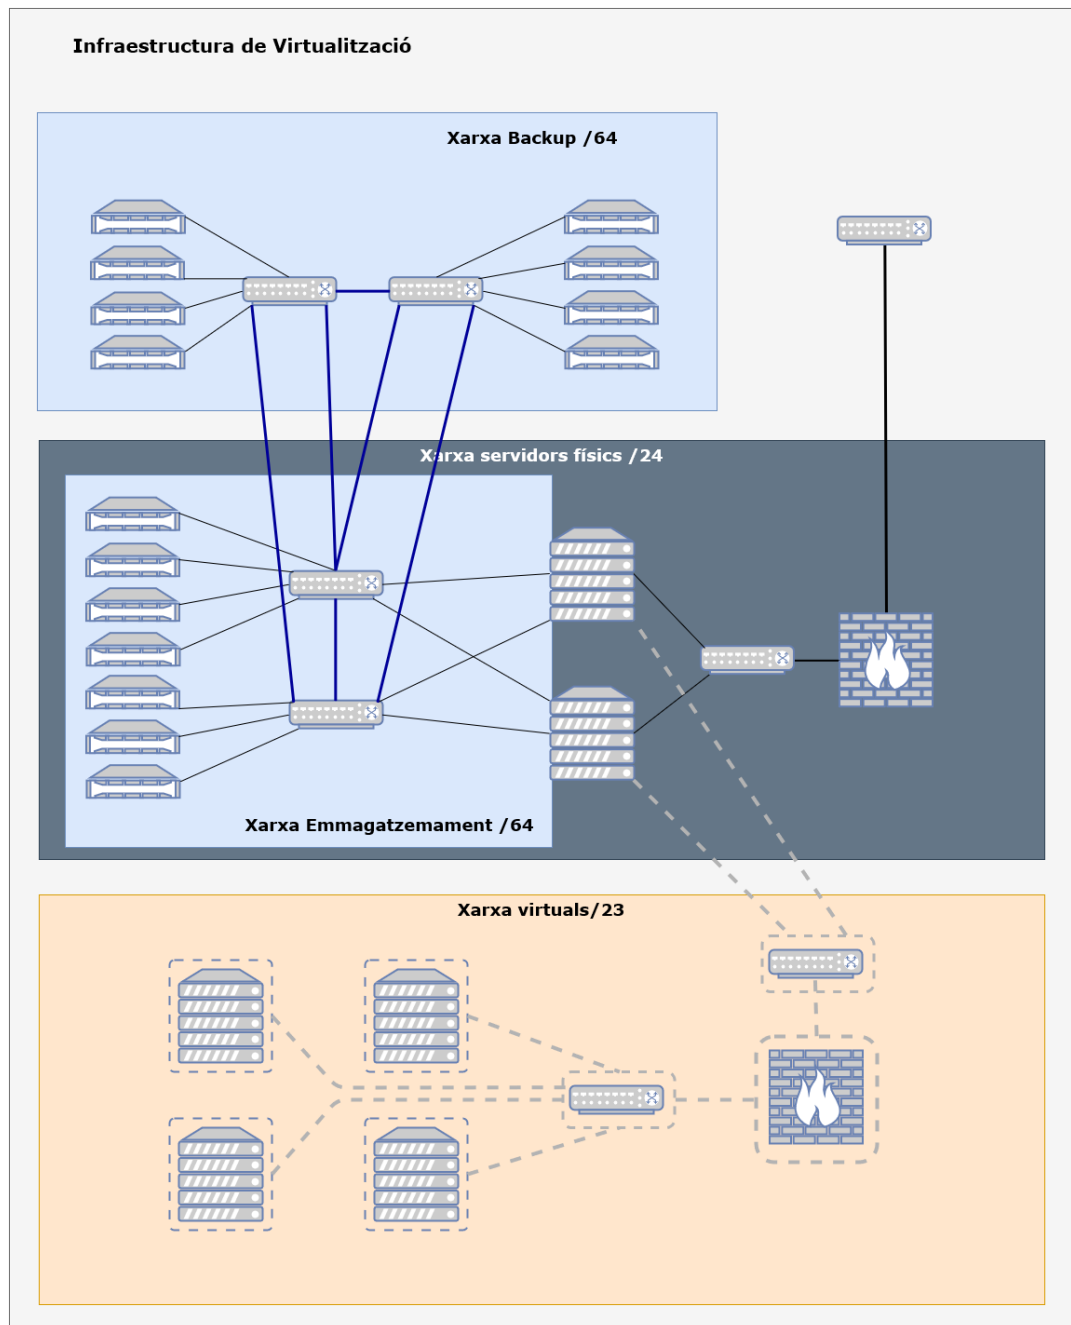 Infraestructura de Virtualització
Xarxa Backup /64
Xarxa servidors físics /24
Xarxa Emmagatzemament /64
Xarxa virtuals/23